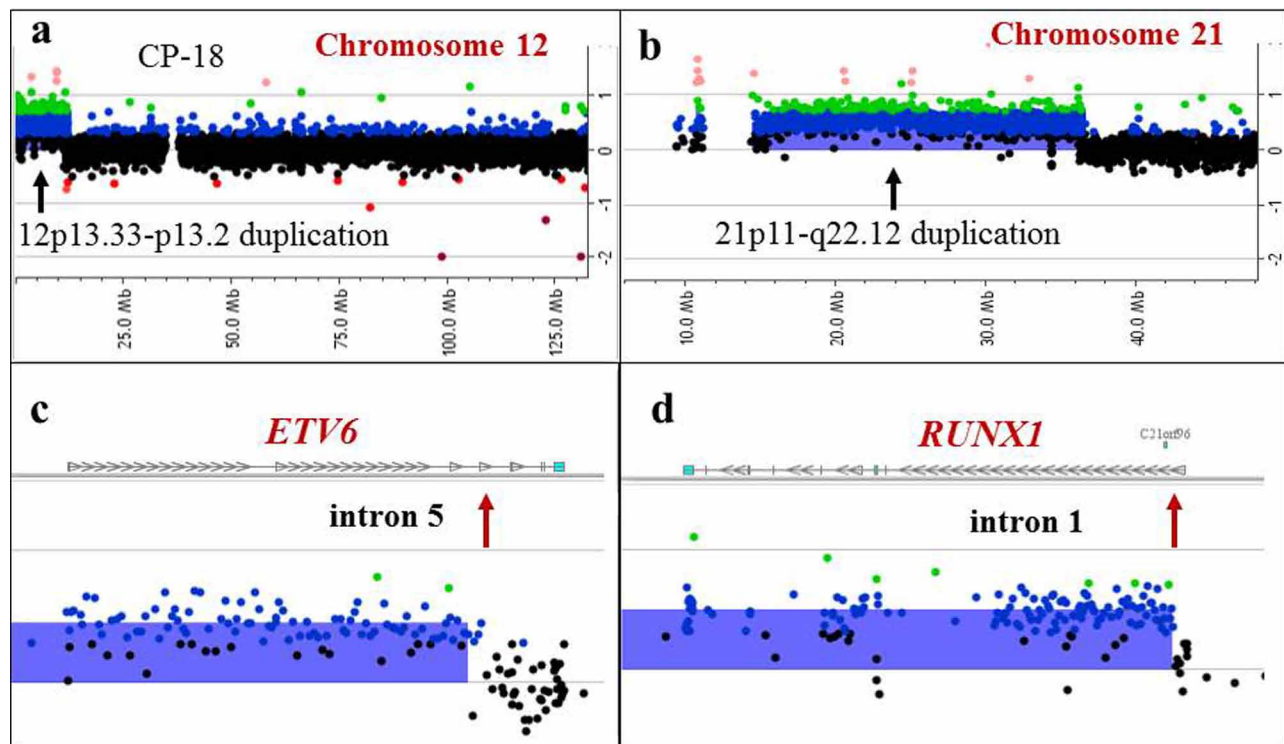 a
CP-18
Chromosome 12
1
0
-1
-2
12p13.33-p13.2 duplication
25.0 Mb
50.0 Mb
75.0 Mb
100.0 Mb
125.0 Mb
b
Chromosome 21
1
0
-1
-2
21p11-q22.12 duplication
10.0 Mb
20.0 Mb
30.0 Mb
40.0 Mb
c
ETV6
intron 5
d
RUNX1
C21orf96
intron 1